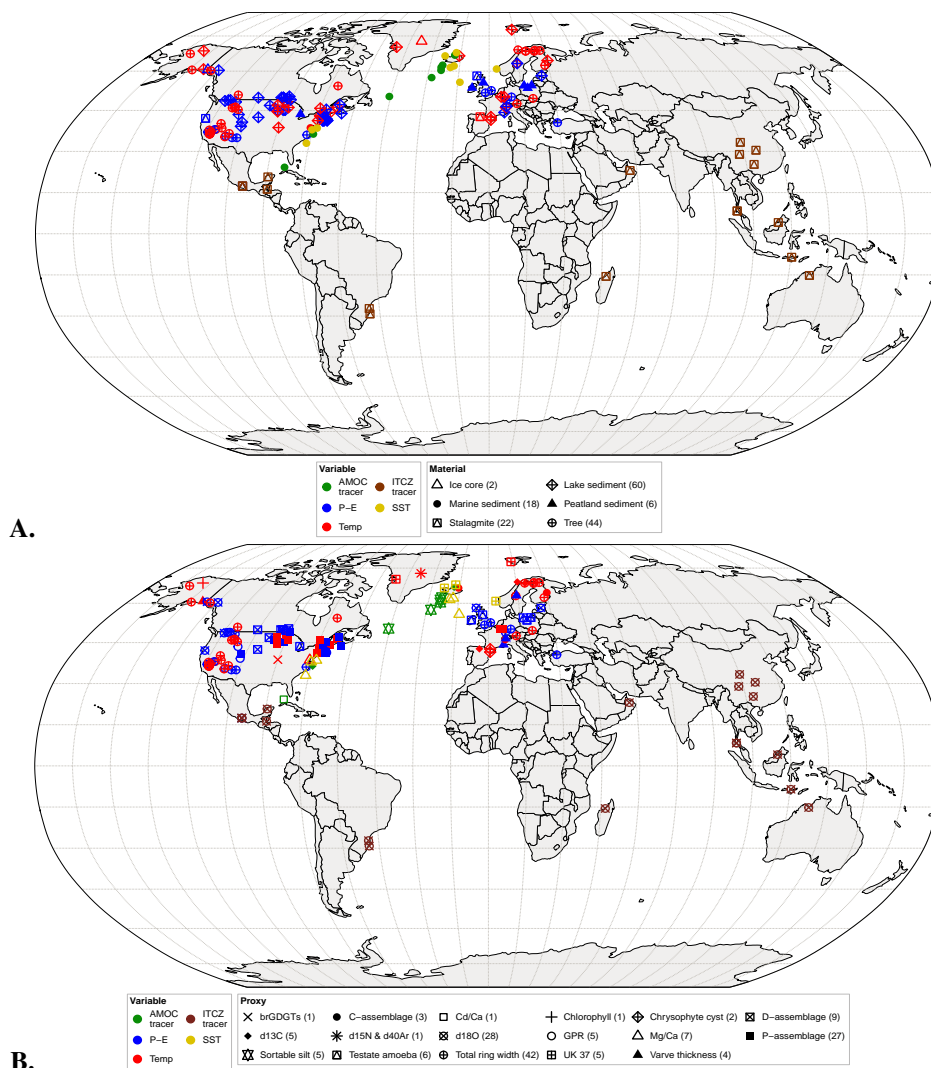 Variable
AMOC tracer
ITCZ tracer
P−E
SST
Temp
Material
Ice core (2)
Lake sediment (60)
Marine sediment (18)
Peatland sediment (6)
Stalagmite (22)
Tree (44)
A.
Variable
AMOC tracer
ITCZ tracer
P−E
SST
Temp
Proxy
brGDGTs (1)
C−assemblage (3)
Cd/Ca (1)
Chlorophyll (1)
Chrysophyte cyst (2)
D−assemblage (9)
d13C (5)
d15N & d40Ar (1)
d18O (28)
GPR (5)
Mg/Ca (7)
P−assemblage (27)
Sortable silt (5)
Testate amoeba (6)
Total ring width (42)
UK 37 (5)
Varve thickness (4)
B.